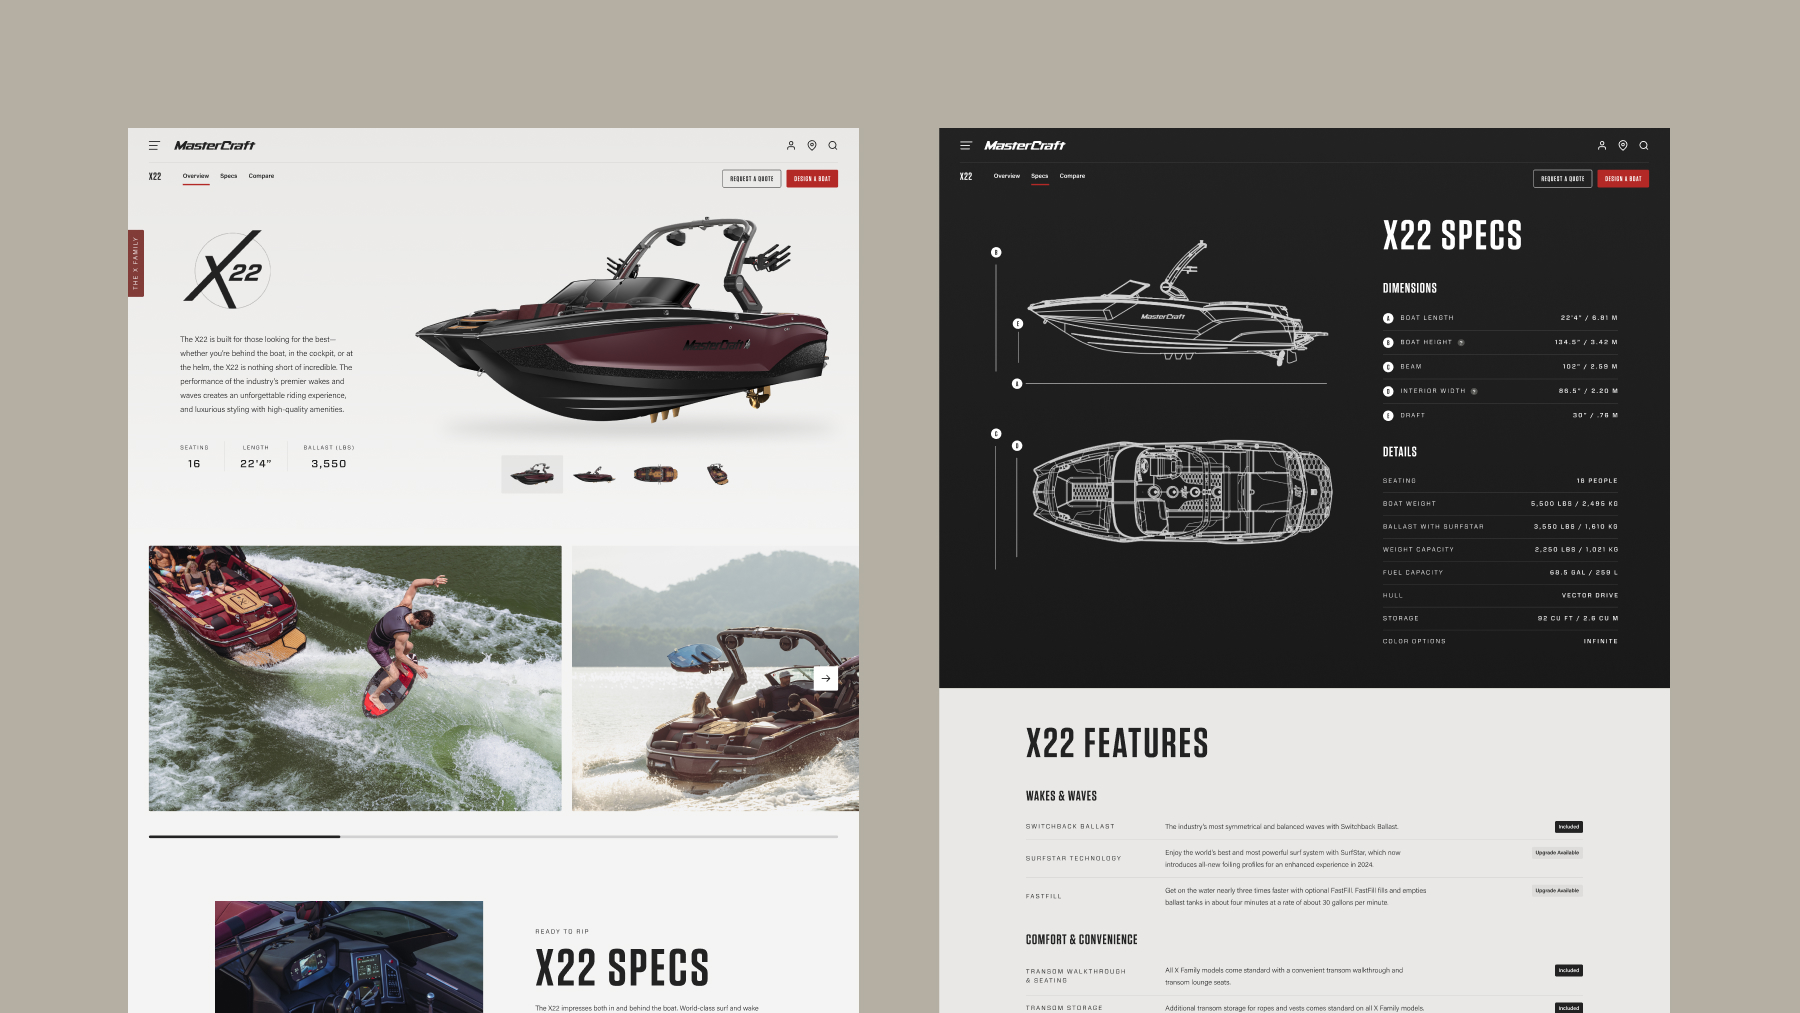 MasterCraft
X22
Overview
Specs
Compare
REQUEST A QUOTE
DESIGN A BOAT
THE X FAMILY
X22
The X22 is built for those looking for the best—
whether you're behind the boat, in the cockpit, or at
the helm, the X22 is nothing short of incredible. The
performance of the industry's premier wakes and
waves creates an unforgettable riding experience,
and luxurious styling with high-quality amenities.
SEATING
16
LENGTH
22'4"
BALLAST (LBS)
3,550
MasterCraft
READY TO RIP
X22 SPECS
The X22 impresses both in and behind the boat. World-class surf and wake
MasterCraft
X22
Overview
Specs
Compare
REQUEST A QUOTE
DESIGN A BOAT
B
E
MasterCraft
A
C
D
X22 SPECS
DIMENSIONS
A BOAT LENGTH 22'4" / 6.81 M
B BOAT HEIGHT ? 134.5" / 3.42 M
C BEAM 102" / 2.59 M
D INTERIOR WIDTH ? 86.5" / 2.20 M
E DRAFT 30" / .76 M
DETAILS
SEATING 16 PEOPLE
BOAT WEIGHT 5,500 LBS / 2,495 KG
BALLAST WITH SURFSTAR 3,550 LBS / 1,610 KG
WEIGHT CAPACITY 2,250 LBS / 1,021 KG
FUEL CAPACITY 68.5 GAL / 259 L
HULL VECTOR DRIVE
STORAGE 92 CU FT / 2.6 CU M
COLOR OPTIONS INFINITE
X22 FEATURES
WAKES & WAVES
SWITCHBACK BALLAST
The industry's most symmetrical and balanced waves with Switchback Ballast.
Included
SURFSTAR TECHNOLOGY
Enjoy the world's best and most powerful surf system with SurfStar, which now
introduces all-new foiling profiles for an enhanced experience in 2024.
Upgrade Available
FASTFILL
Get on the water nearly three times faster with optional FastFill. FastFill fills and empties
ballast tanks in about four minutes at a rate of about 30 gallons per minute.
Upgrade Available
COMFORT & CONVENIENCE
TRANSOM WALKTHROUGH
& SEATING
All X Family models come standard with a convenient transom walkthrough and
transom lounge seats.
Included
TRANSOM STORAGE
Additional transom storage for ropes and vests comes standard on all X Family models.
Included